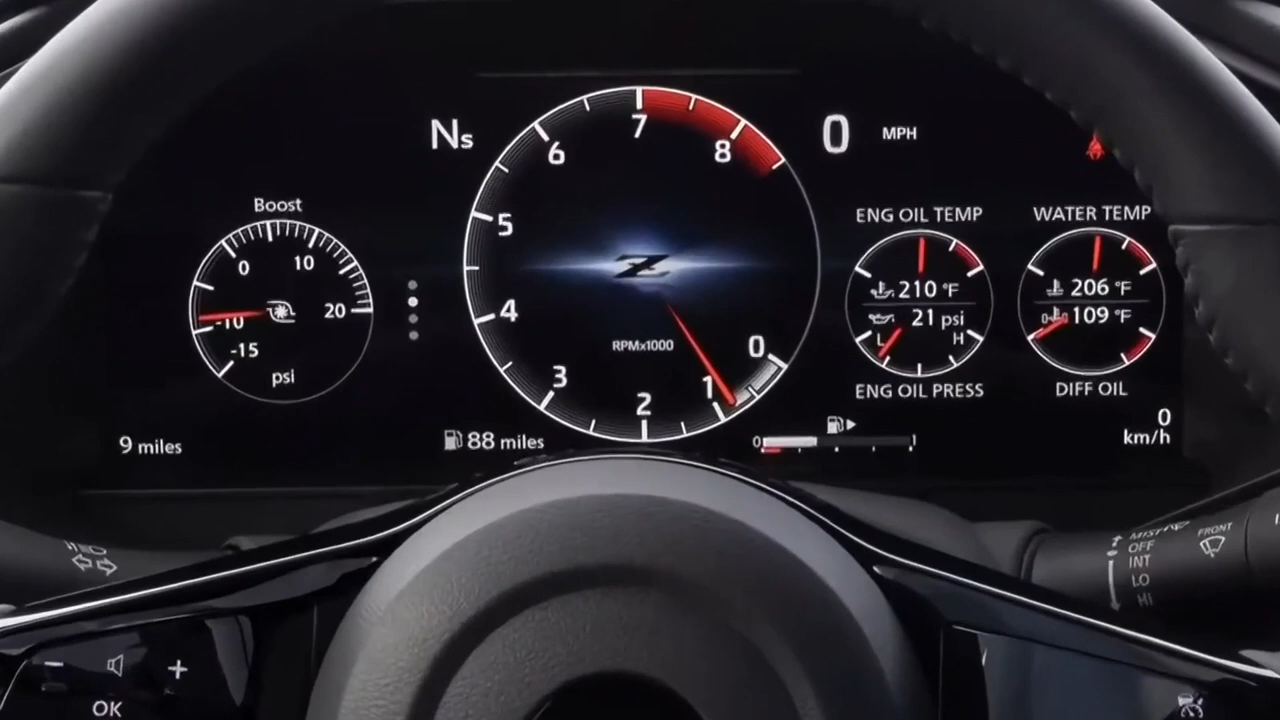 Ns
0 MPH
Boost
0 10
20
-10
-15
psi
7
6 8
5
4
3
2
1
0
RPMx1000
Z
ENG OIL TEMP
210 °F
21 psi
L H
ENG OIL PRESS
WATER TEMP
206 °F
109 °F
DIFF OIL
9 miles
88 miles
0 1
0
km/h
MIST
OFF
INT
LO
HI
FRONT
- +
OK